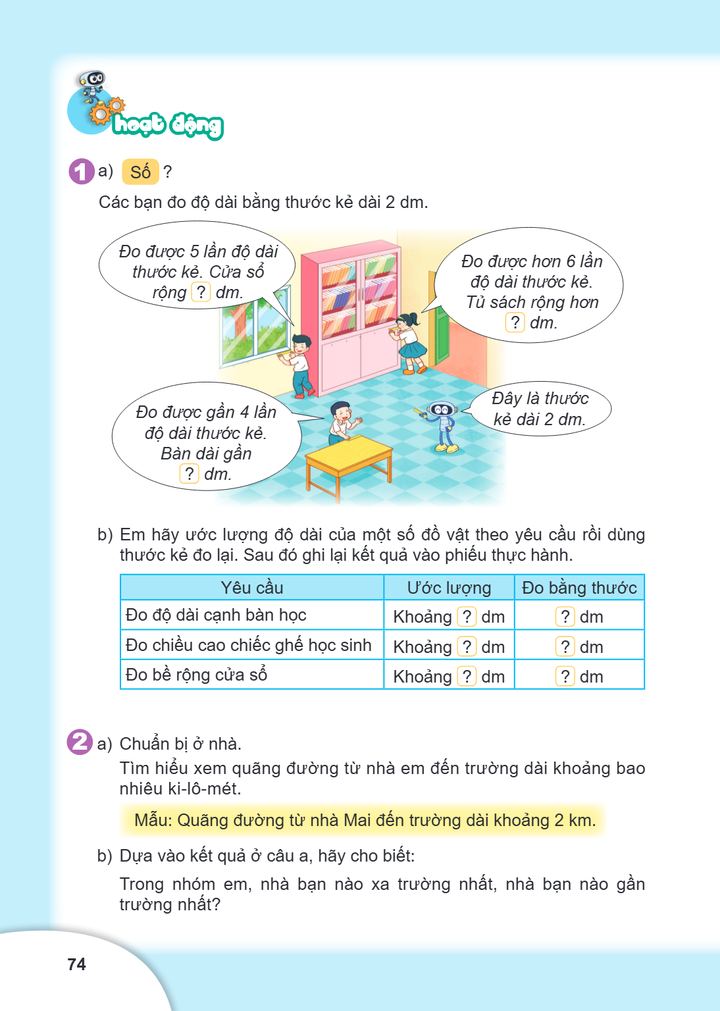 hoạt động
1 a) Số ?
Các bạn đo độ dài bằng thước kẻ dài 2 dm.
Đo được 5 lần độ dài
thước kẻ. Cửa sổ
rộng ? dm.
Đo được hơn 6 lần
độ dài thước kẻ.
Tủ sách rộng hơn
? dm.
Đo được gần 4 lần
độ dài thước kẻ.
Bàn dài gần
? dm.
Đây là thước
kẻ dài 2 dm.
b) Em hãy ước lượng độ dài của một số đồ vật theo yêu cầu rồi dùng
thước kẻ đo lại. Sau đó ghi lại kết quả vào phiếu thực hành.
Yêu cầu Ước lượng Đo bằng thước
Đo độ dài cạnh bàn học Khoảng ? dm ? dm
Đo chiều cao chiếc ghế học sinh Khoảng ? dm ? dm
Đo bề rộng cửa sổ Khoảng ? dm ? dm
2 a) Chuẩn bị ở nhà.
Tìm hiểu xem quãng đường từ nhà em đến trường dài khoảng bao
nhiêu ki-lô-mét.
Mẫu: Quãng đường từ nhà Mai đến trường dài khoảng 2 km.
b) Dựa vào kết quả ở câu a, hãy cho biết:
Trong nhóm em, nhà bạn nào xa trường nhất, nhà bạn nào gần
trường nhất?
74